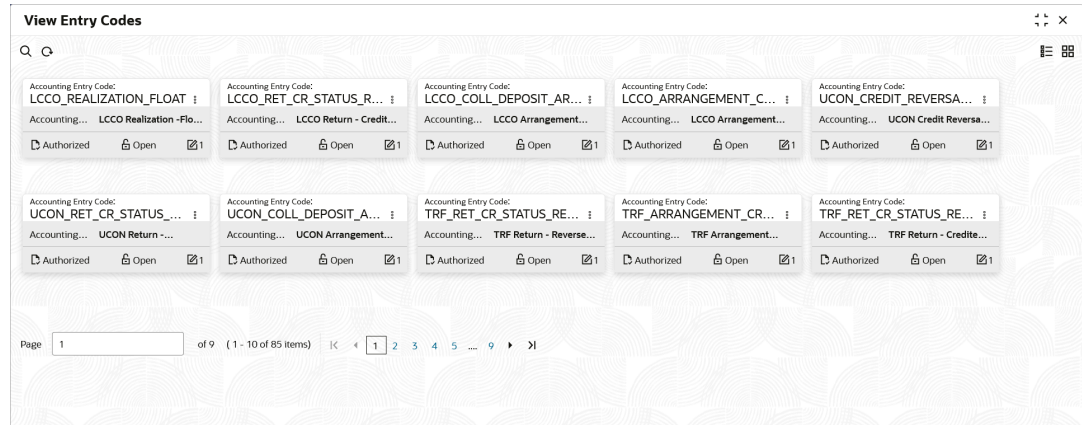 View Entry Codes
Accounting Entry Code:
LCCO_REALIZATION_FLOAT
Accounting... LCCO Realization -Flo...
Authorized Open 1
Accounting Entry Code:
LCCO_RET_CR_STATUS_R...
Accounting... LCCO Return - Credit...
Authorized Open 1
Accounting Entry Code:
LCCO_COLL_DEPOSIT_AR...
Accounting... LCCO Arrangement...
Authorized Open 1
Accounting Entry Code:
LCCO_ARRANGEMENT_C...
Accounting... LCCO Arrangement...
Authorized Open 1
Accounting Entry Code:
UCON_CREDIT_REVERSA...
Accounting... UCON Credit Reversa...
Authorized Open 1
Accounting Entry Code:
UCON_RET_CR_STATUS_...
Accounting... UCON Return -...
Authorized Open 1
Accounting Entry Code:
UCON_COLL_DEPOSIT_A...
Accounting... UCON Arrangement...
Authorized Open 1
Accounting Entry Code:
TRF_RET_CR_STATUS_RE...
Accounting... TRF Return - Reverse...
Authorized Open 1
Accounting Entry Code:
TRF_ARRANGEMENT_CR...
Accounting... TRF Arrangement...
Authorized Open 1
Accounting Entry Code:
TRF_RET_CR_STATUS_RE...
Accounting... TRF Return - Credite...
Authorized Open 1
Page 1 of 9 ( 1 - 10 of 85 items) 1 2 3 4 5 .... 9